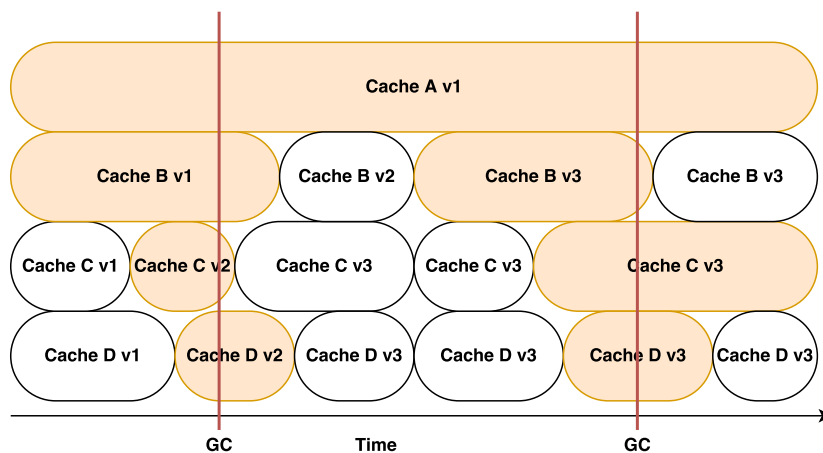 Cache A v1
Cache B v1
Cache B v2
Cache B v3
Cache B v3
Cache C v1
Cache C v2
Cache C v3
Cache C v3
Cache C v3
Cache D v1
Cache D v2
Cache D v3
Cache D v3
Cache D v3
Cache D v3
GC
Time
GC